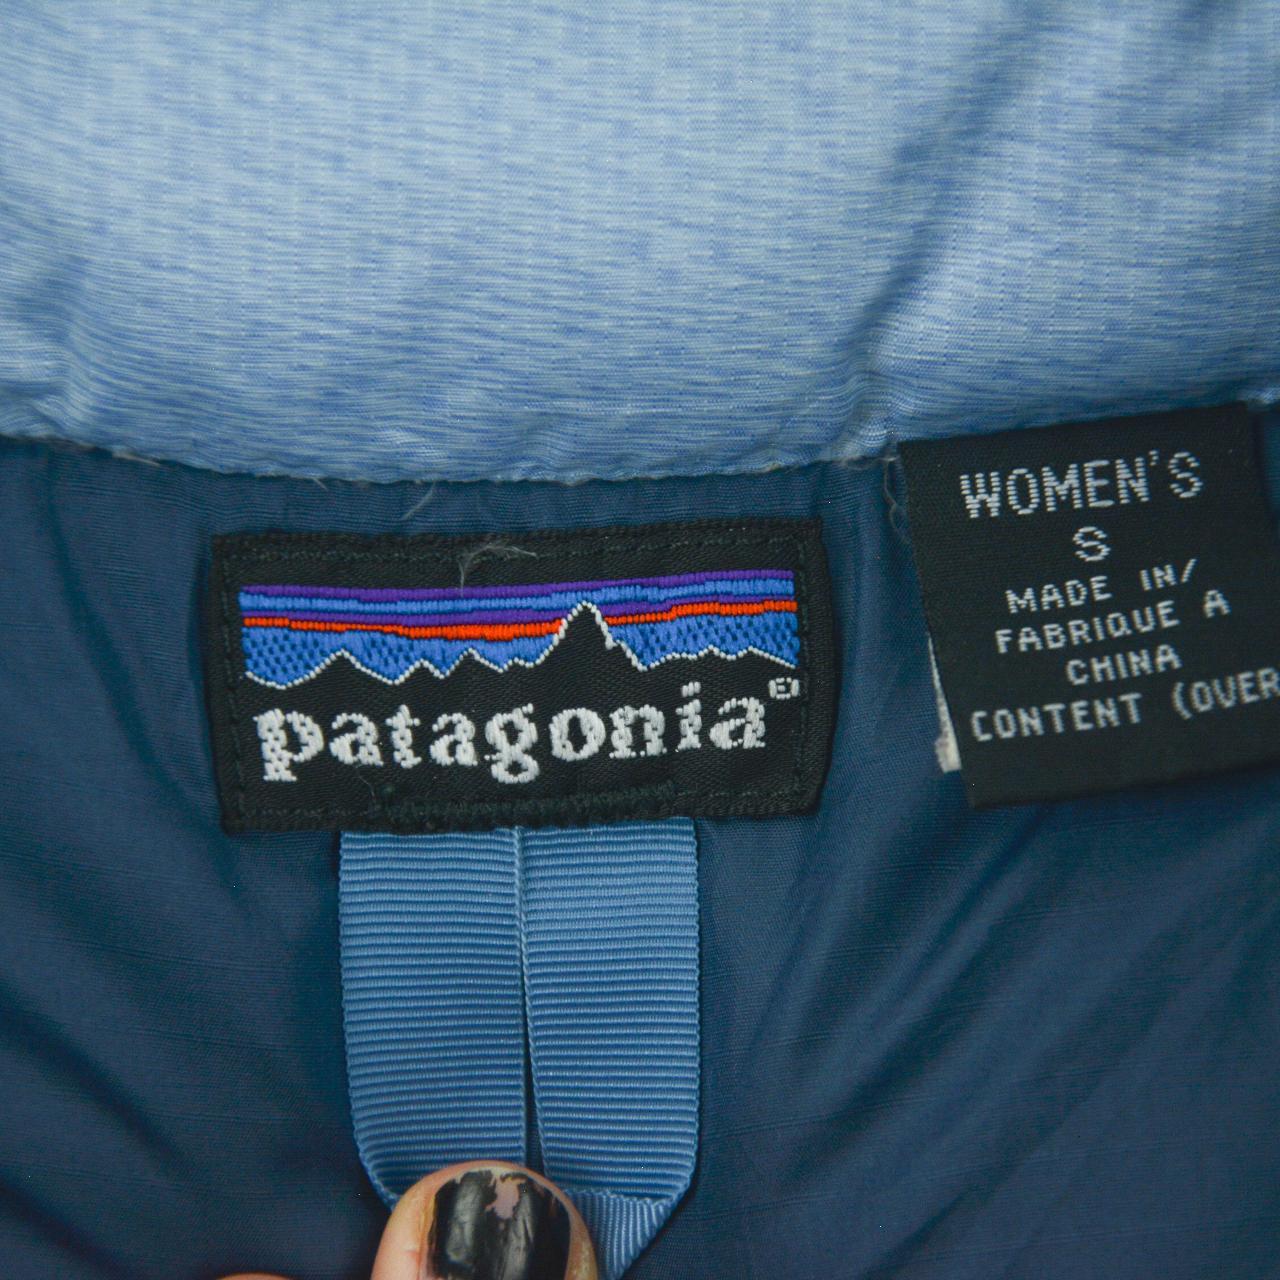 patagonia®
WOMEN'S
S
MADE IN/
FABRIQUE A
CHINA
CONTENT (OVER